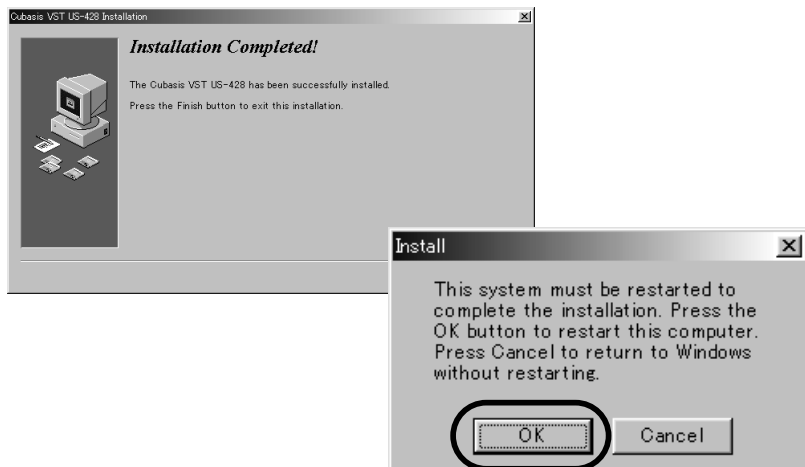 Cubasis VST US-428 Installation
Installation Completed!
The Cubasis VST US-428 has been successfully installed.
Press the Finish button to exit this installation.
Install
This system must be restarted to
complete the installation. Press the
OK button to restart this computer.
Press Cancel to return to Windows
without restarting.
OK
Cancel